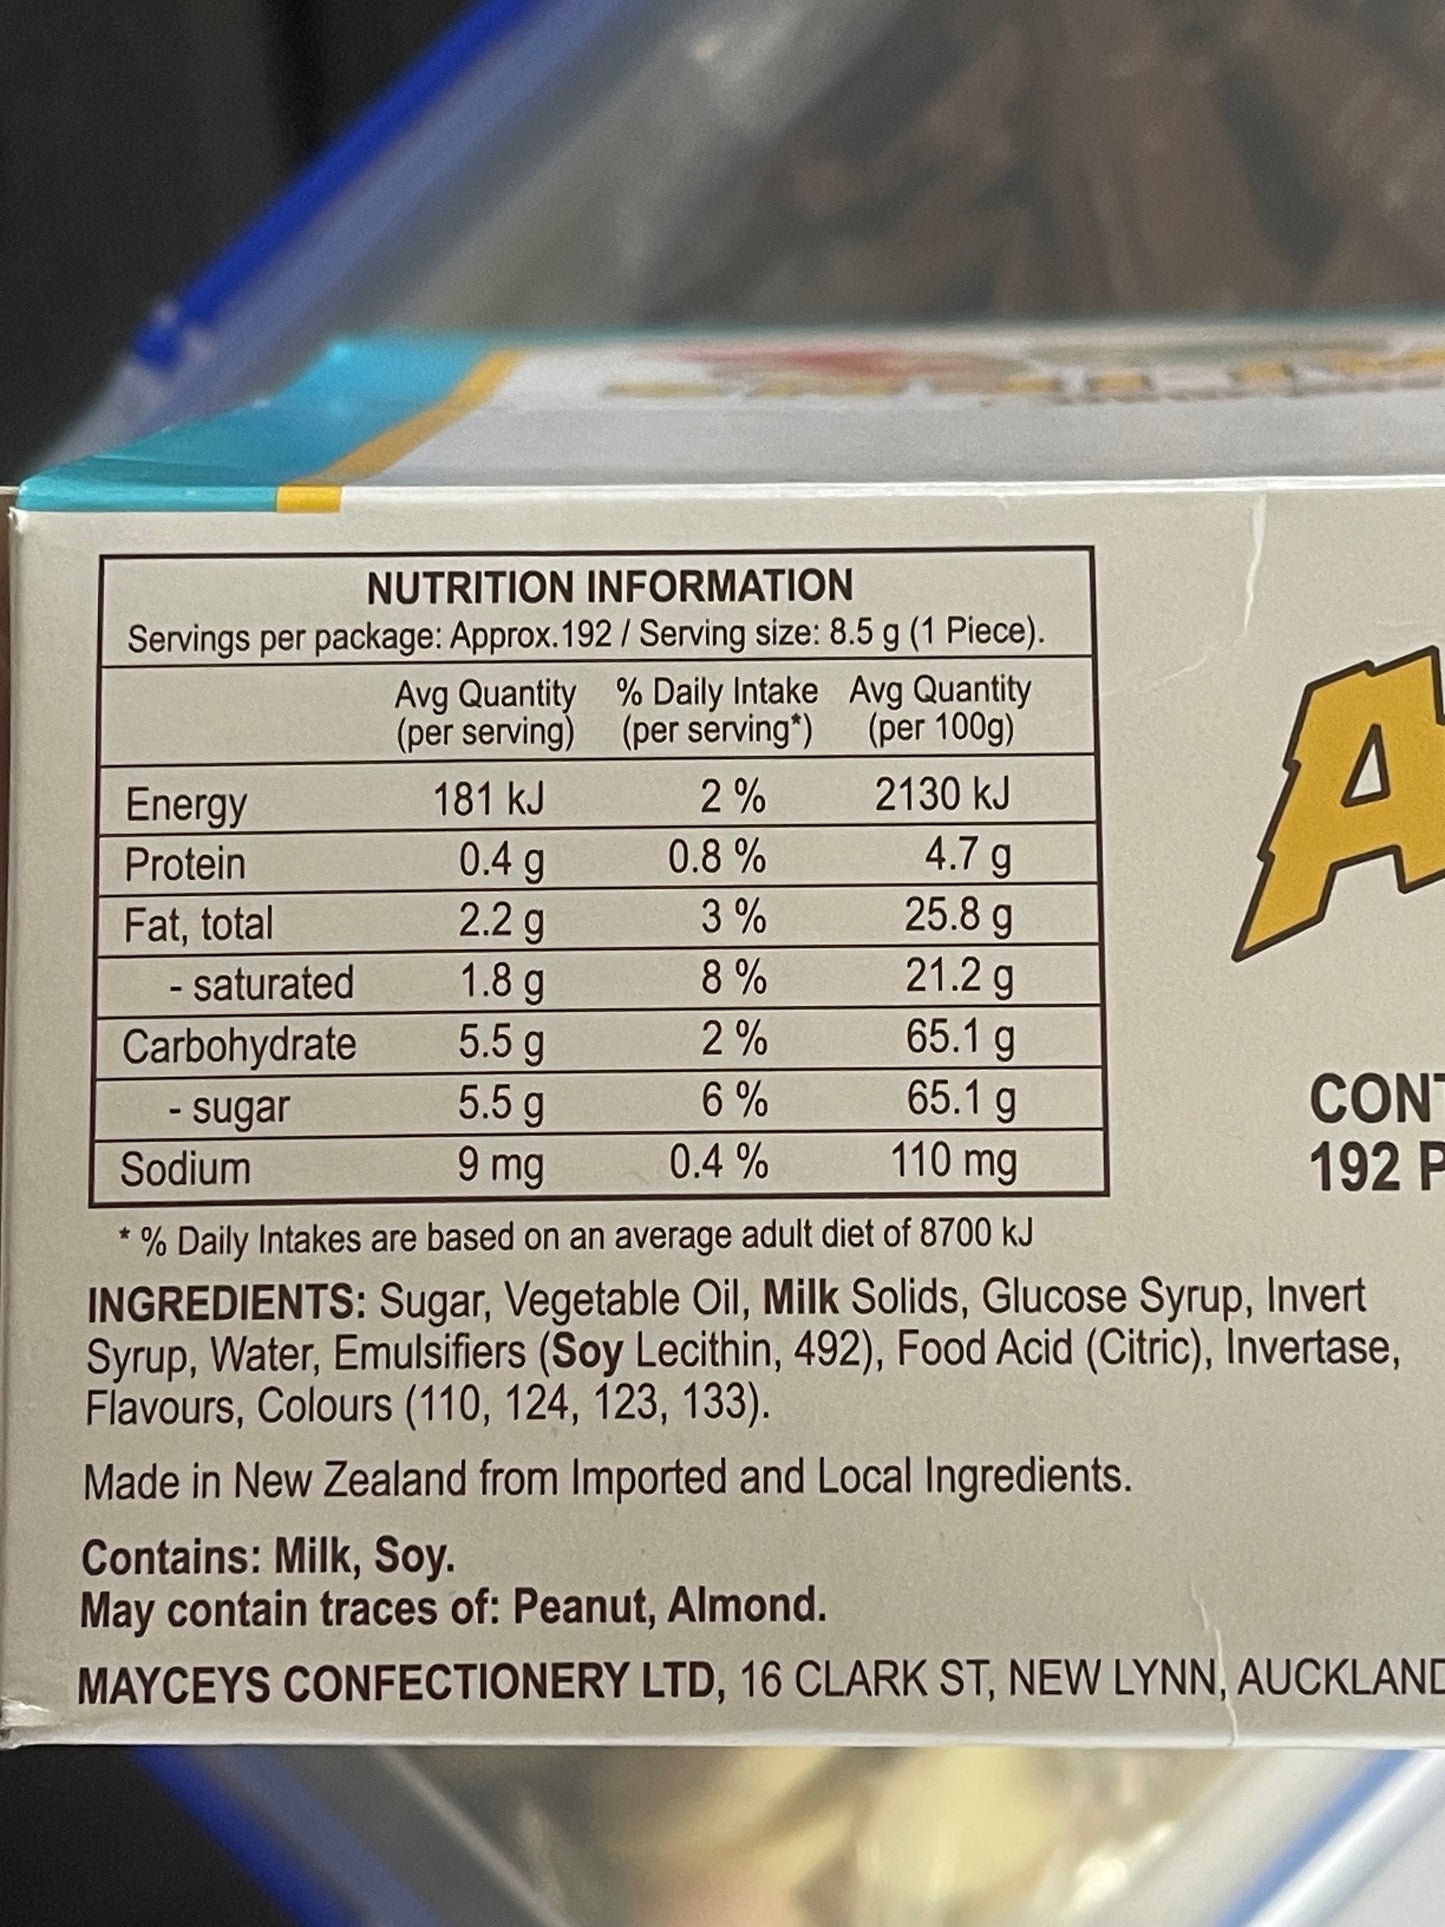 NUTRITION INFORMATION
Servings per package: Approx.192 / Serving size: 8.5 g (1 Piece).
Avg Quantity (per serving) % Daily Intake (per serving*) Avg Quantity (per 100g)
Energy 181 kJ 2 % 2130 kJ
Protein 0.4 g 0.8 % 4.7 g
Fat, total 2.2 g 3 % 25.8 g
- saturated 1.8 g 8 % 21.2 g
Carbohydrate 5.5 g 2 % 65.1 g
- sugar 5.5 g 6 % 65.1 g
Sodium 9 mg 0.4 % 110 mg
* % Daily Intakes are based on an average adult diet of 8700 kJ
INGREDIENTS: Sugar, Vegetable Oil, Milk Solids, Glucose Syrup, Invert
Syrup, Water, Emulsifiers (Soy Lecithin, 492), Food Acid (Citric), Invertase,
Flavours, Colours (110, 124, 123, 133).
Made in New Zealand from Imported and Local Ingredients.
Contains: Milk, Soy.
May contain traces of: Peanut, Almond.
MAYCEYS CONFECTIONERY LTD, 16 CLARK ST, NEW LYNN, AUCKLAND
A
CONT
192 P